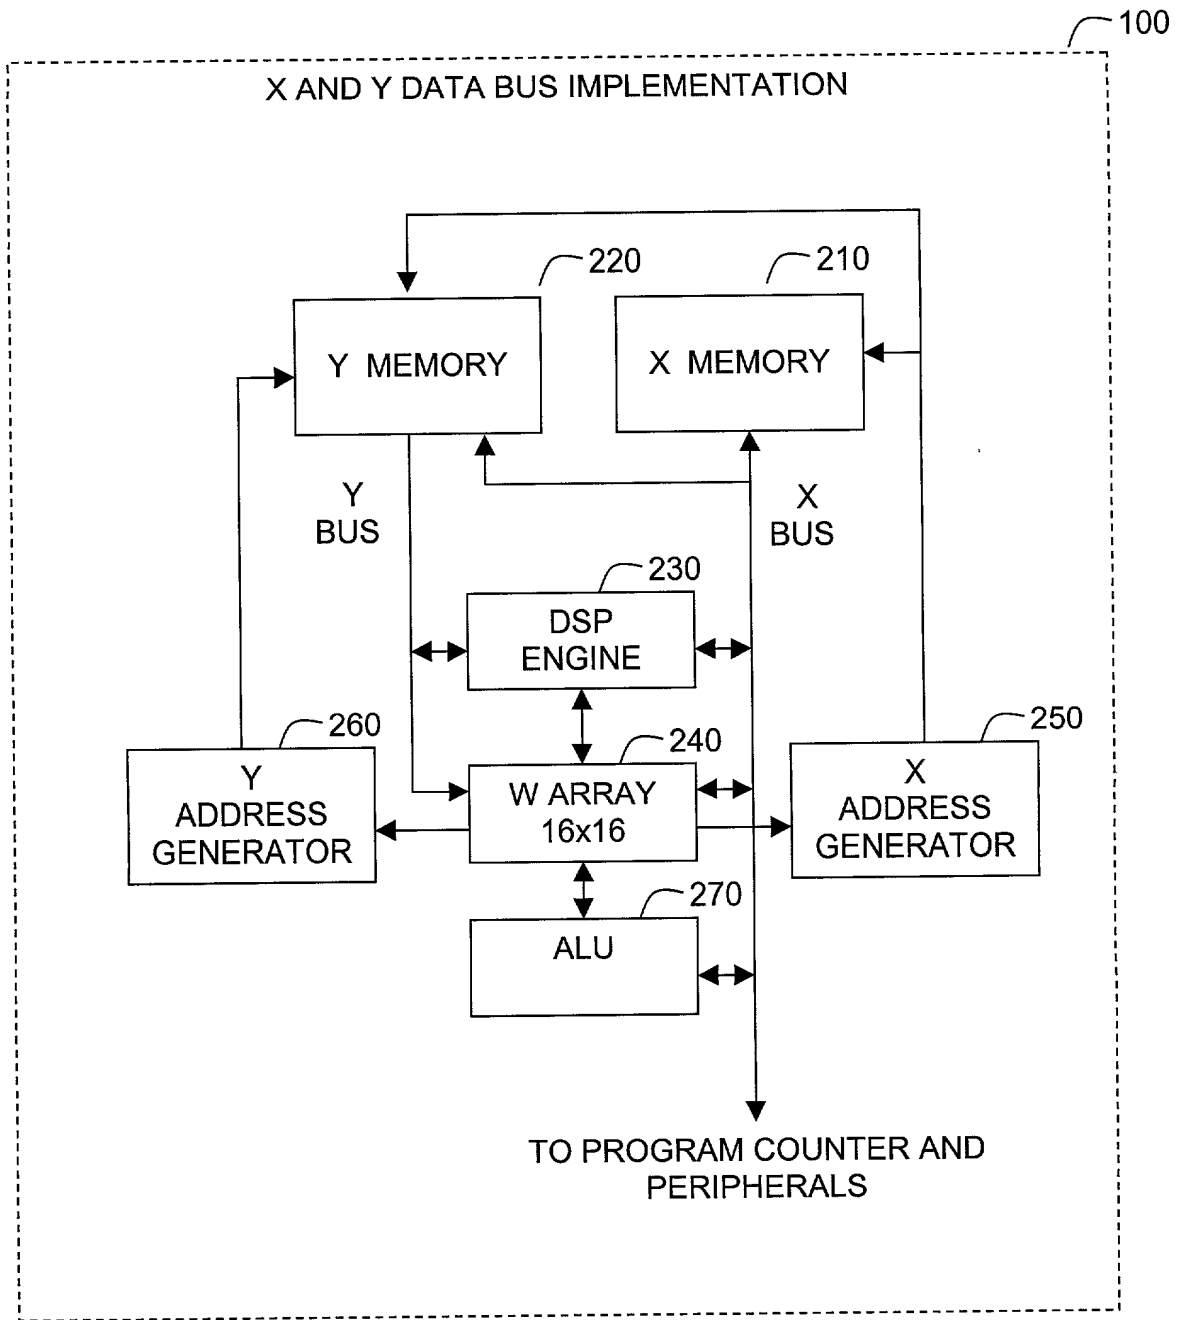 100
X AND Y DATA BUS IMPLEMENTATION
220
210
Y MEMORY
X MEMORY
Y
BUS
X
BUS
230
DSP
ENGINE
260
240
250
Y
ADDRESS
GENERATOR
W ARRAY
16x16
X
ADDRESS
GENERATOR
270
ALU
TO PROGRAM COUNTER AND
PERIPHERALS